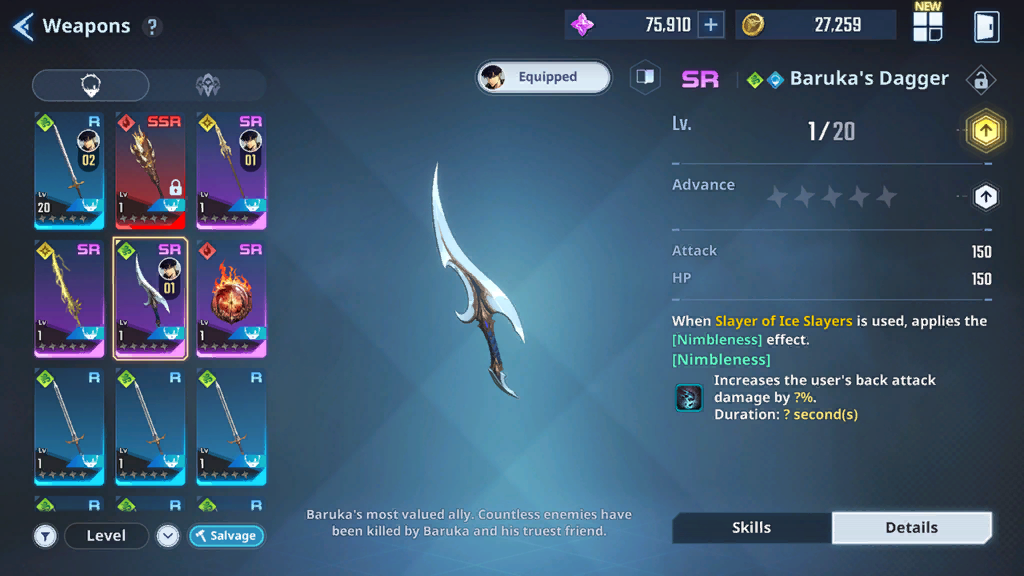 Weapons ?
75,910 +
27,259
NEW
Equipped
SR Baruka's Dagger
Lv. 1/20
Advance
Attack 150
HP 150
When Slayer of Ice Slayers is used, applies the
[Nimbleness] effect.
[Nimbleness]
Increases the user's back attack
damage by ?%.
Duration: ? second(s)
R SSR SR
02 01
Lv Lv Lv
20 1 1
SR SR SR
01
Lv Lv Lv
1 1 1
R R R
Lv Lv Lv
1 1 1
R R R
Level
Salvage
Baruka's most valued ally. Countless enemies have
been killed by Baruka and his truest friend.
Skills
Details